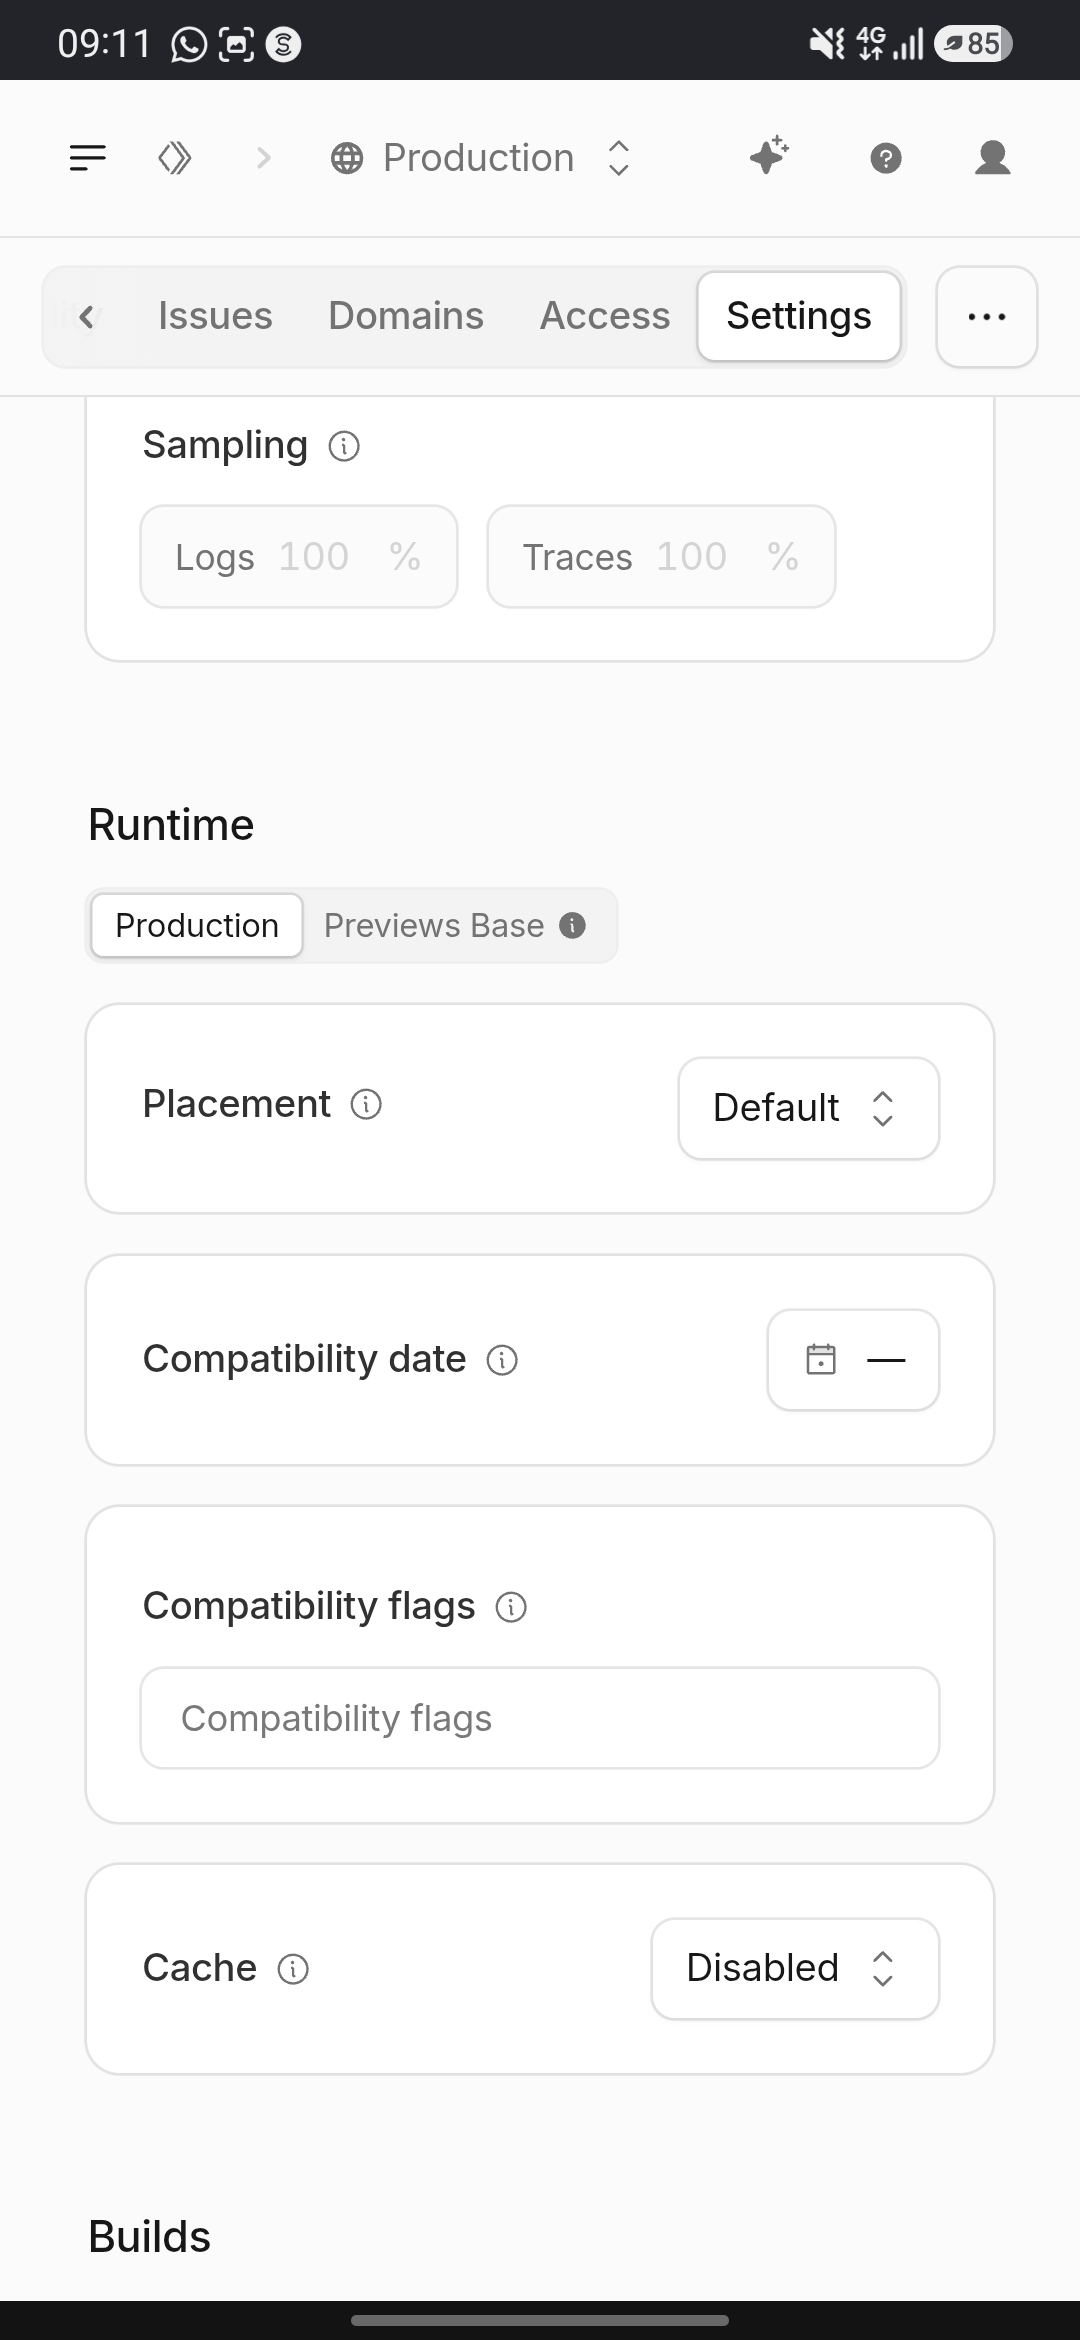 09:11
4G
85
Production
Issues Domains Access Settings
Sampling
Logs 100 %
Traces 100 %
Runtime
Production Previews Base
Placement
Default
Compatibility date
—
Compatibility flags
Compatibility flags
Cache
Disabled
Builds